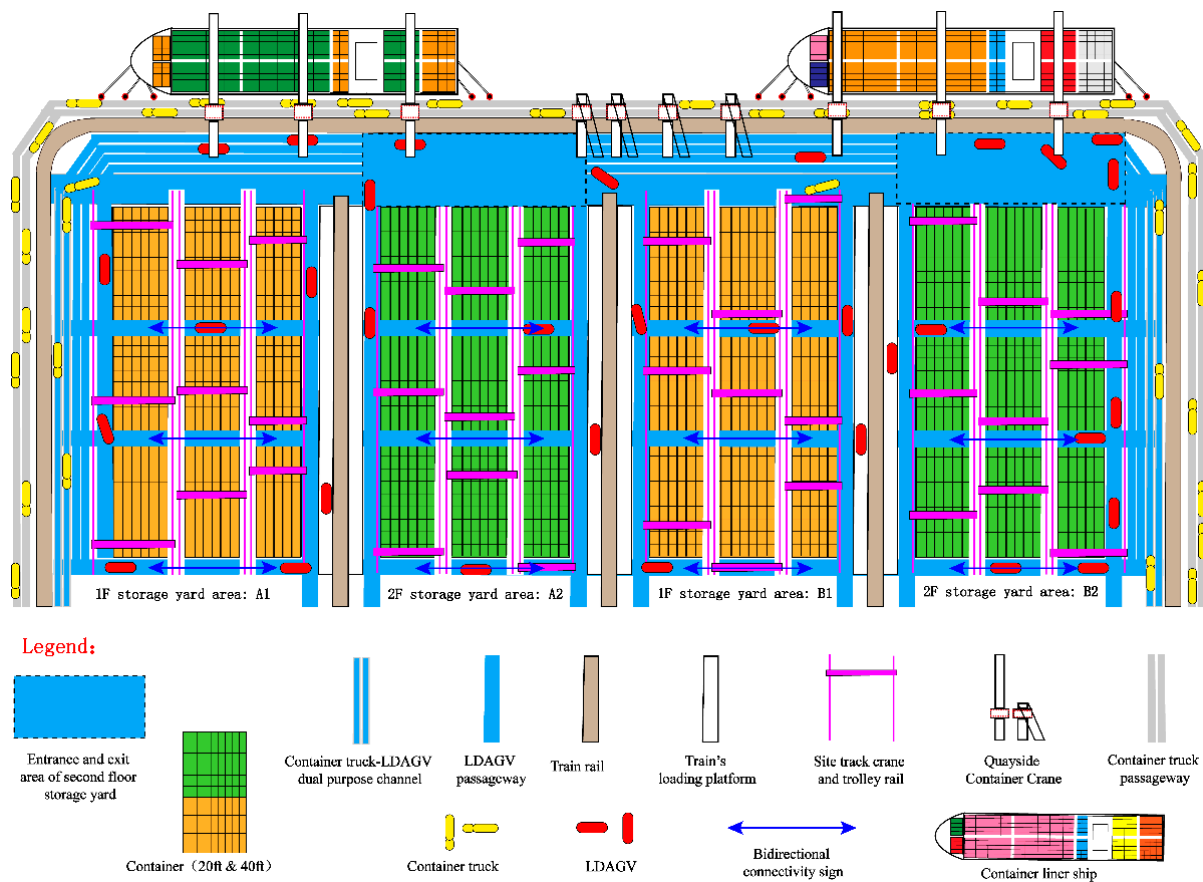 1F storage yard area: A1
2F storage yard area: A2
1F storage yard area: B1
2F storage yard area: B2
Legend:
Entrance and exit
area of second floor
storage yard
Container truck-LDAGV
dual purpose channel
LDAGV
passageway
Train rail
Train's
loading platform
Site track crane
and trolley rail
Quayside
Container Crane
Container truck
passageway
Container（20ft & 40ft）
Container truck
LDAGV
Bidirectional
connectivity sign
Container liner ship